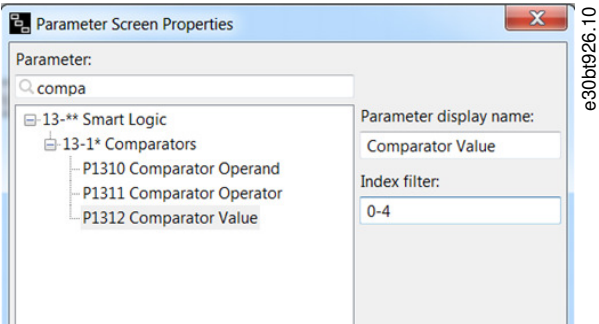 Parameter Screen Properties
Parameter:
compa
13-** Smart Logic
13-1* Comparators
P1310 Comparator Operand
P1311 Comparator Operator
P1312 Comparator Value
Parameter display name:
Comparator Value
Index filter:
0-4
e30bt926.10